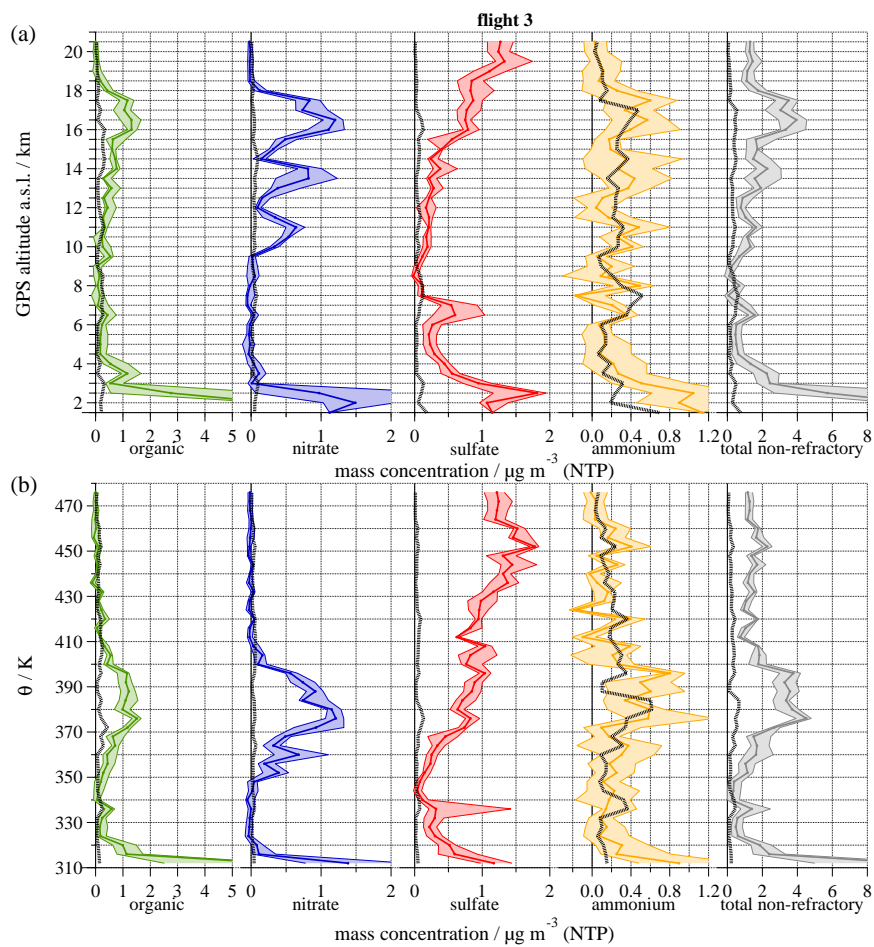 flight 3
(a)
GPS altitude a.s.l. / km
20
18
17
16
14
13
12
10
9
8
6
5
4
2
0 1 2 3 4 5 0 1 2 0 1 2 0.0 0.4 0.8 1.2 0 2 4 6 8
organic nitrate sulfate ammonium total non-refractory
mass concentration / µg m⁻³ (NTP)
(b)
θ / K
470
450
430
410
390
370
350
330
310
0 1 2 3 4 5 0 1 2 0 1 2 0.0 0.4 0.8 1.2 0 2 4 6 8
organic nitrate sulfate ammonium total non-refractory
mass concentration / µg m⁻³ (NTP)